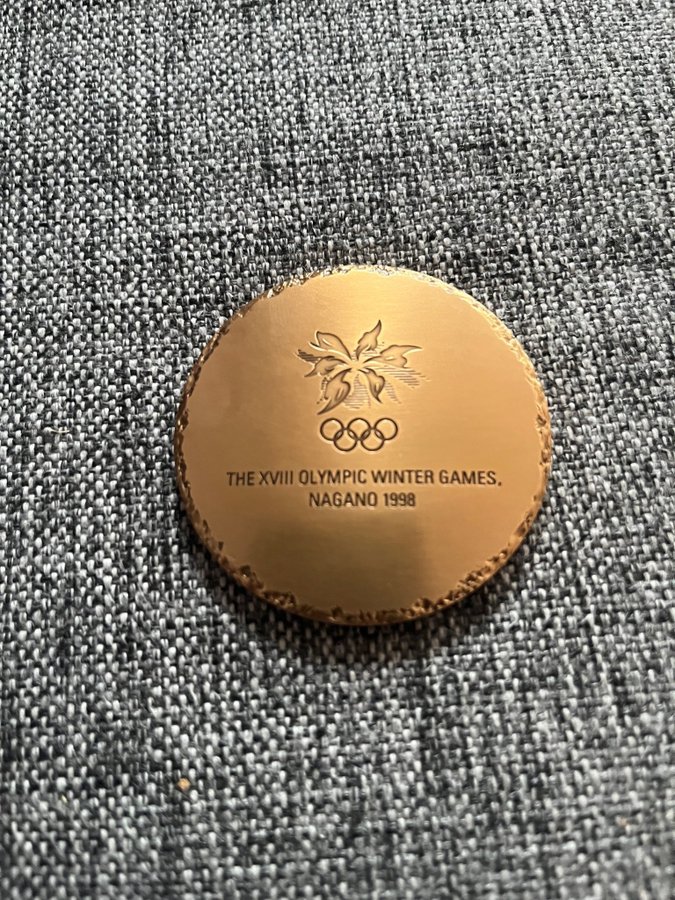 THE XVIII OLYMPIC WINTER GAMES,
NAGANO 1998